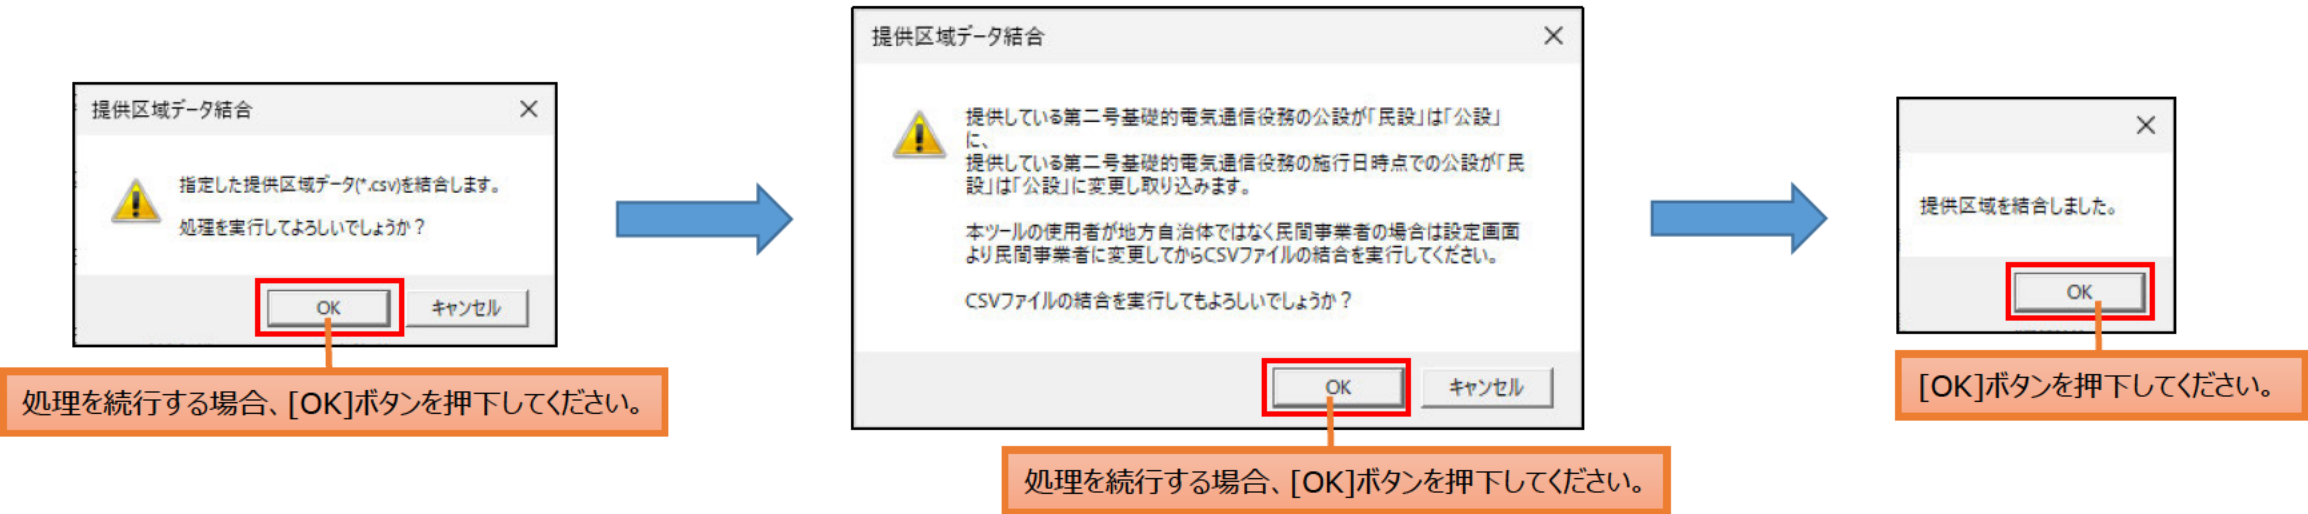 提供区域データ結合
指定した提供区域データ(*.csv)を結合します。
処理を実行してよろしいでしょうか？
OK
キャンセル
処理を続行する場合、[OK]ボタンを押下してください。
提供区域データ結合
提供している第二号基礎的電気通信役務の公設が「民設」は「公設」
に、
提供している第二号基礎的電気通信役務の施行日時点での公設が「民
設」は「公設」に変更し取り込みます。
本ツールの使用者が地方自治体ではなく民間事業者の場合は設定画面
より民間事業者に変更してからCSVファイルの結合を実行してください。
CSVファイルの結合を実行してもよろしいでしょうか？
OK
キャンセル
処理を続行する場合、[OK]ボタンを押下してください。
提供区域を結合しました。
OK
[OK]ボタンを押下してください。